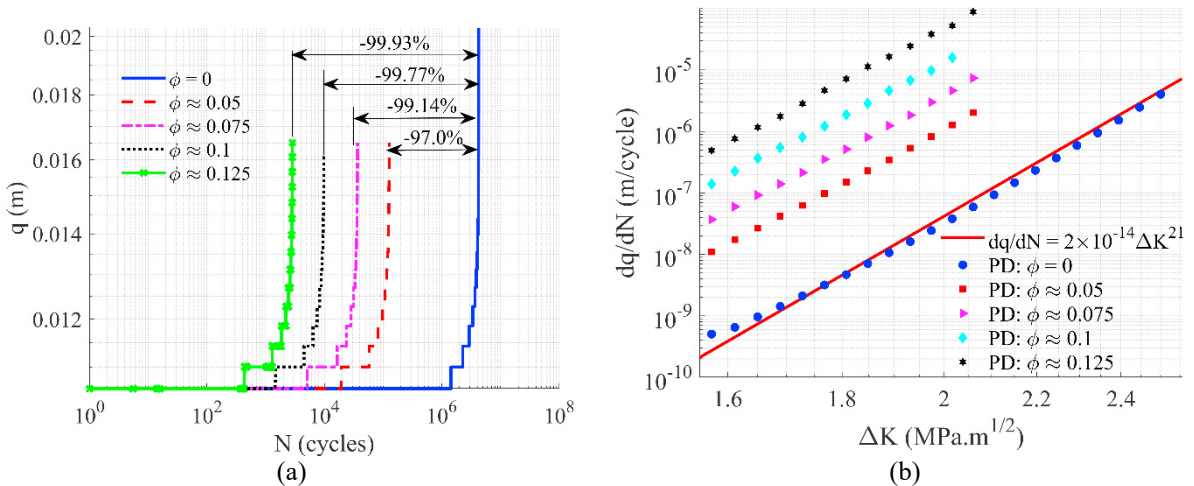 (a)
q (m)
0.02
0.018
0.016
0.014
0.012
-99.93%
-99.77%
-99.14%
-97.0%
ϕ = 0
ϕ ≈ 0.05
ϕ ≈ 0.075
ϕ ≈ 0.1
ϕ ≈ 0.125
10^0 10^2 10^4 10^6 10^8
N (cycles)
(a)
(b)
dq/dN (m/cycle)
10^-5
10^-6
10^-7
10^-8
10^-9
10^-10
dq/dN = 2×10^-14 ΔK^21
PD: ϕ = 0
PD: ϕ ≈ 0.05
PD: ϕ ≈ 0.075
PD: ϕ ≈ 0.1
PD: ϕ ≈ 0.125
1.6 1.8 2 2.2 2.4
ΔK (MPa.m^1/2)
(b)